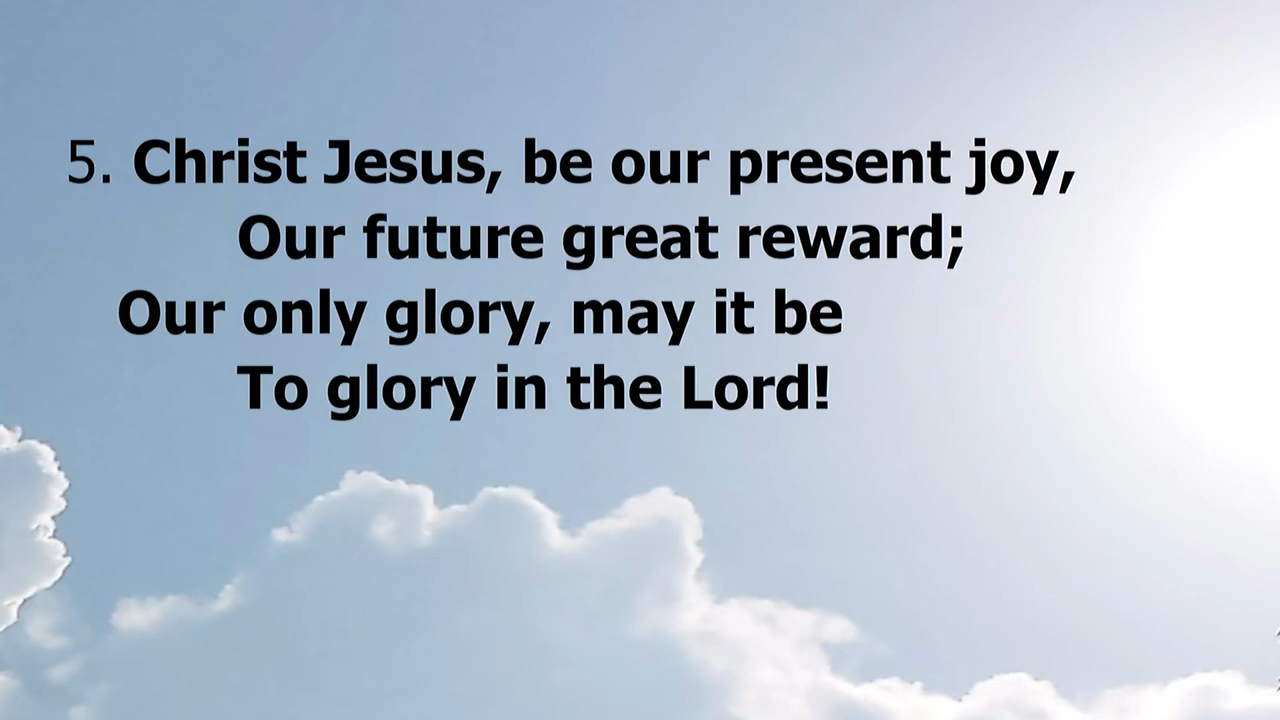 5. Christ Jesus, be our present joy,
Our future great reward;
Our only glory, may it be
To glory in the Lord!